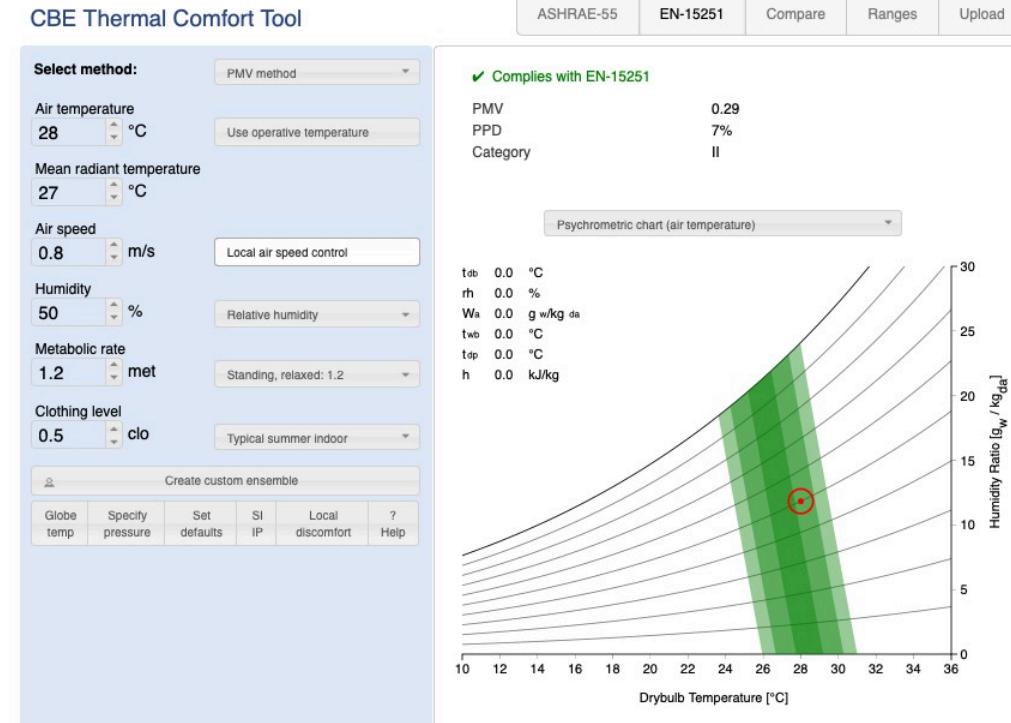 CBE Thermal Comfort Tool
ASHRAE-55 EN-15251 Compare Ranges Upload
Select method: PMV method
Air temperature
28 °C Use operative temperature
Mean radiant temperature
27 °C
Air speed
0.8 m/s Local air speed control
Humidity
50 % Relative humidity
Metabolic rate
1.2 met Standing, relaxed: 1.2
Clothing level
0.5 clo Typical summer indoor
Create custom ensemble
Globe temp Specify pressure Set defaults SI IP Local discomfort ? Help
✔ Complies with EN-15251
PMV 0.29
PPD 7%
Category II
Psychrometric chart (air temperature)
tdb 0.0 °C
rh 0.0 %
Wa 0.0 g w/kg da
twb 0.0 °C
tdp 0.0 °C
h 0.0 kJ/kg
30
25
20
15
10
5
0
Humidity Ratio [gw / kgda]
10 12 14 16 18 20 22 24 26 28 30 32 34 36
Drybulb Temperature [°C]